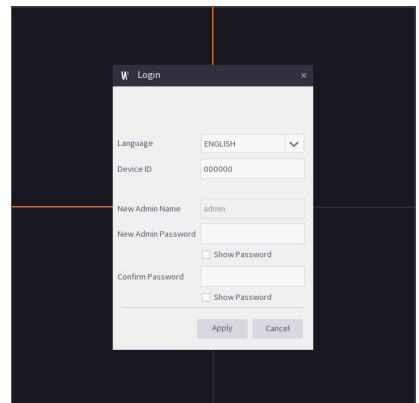 Login
Language
ENGLISH
Device ID
000000
New Admin Name
admin
New Admin Password
Show Password
Confirm Password
Show Password
Apply
Cancel